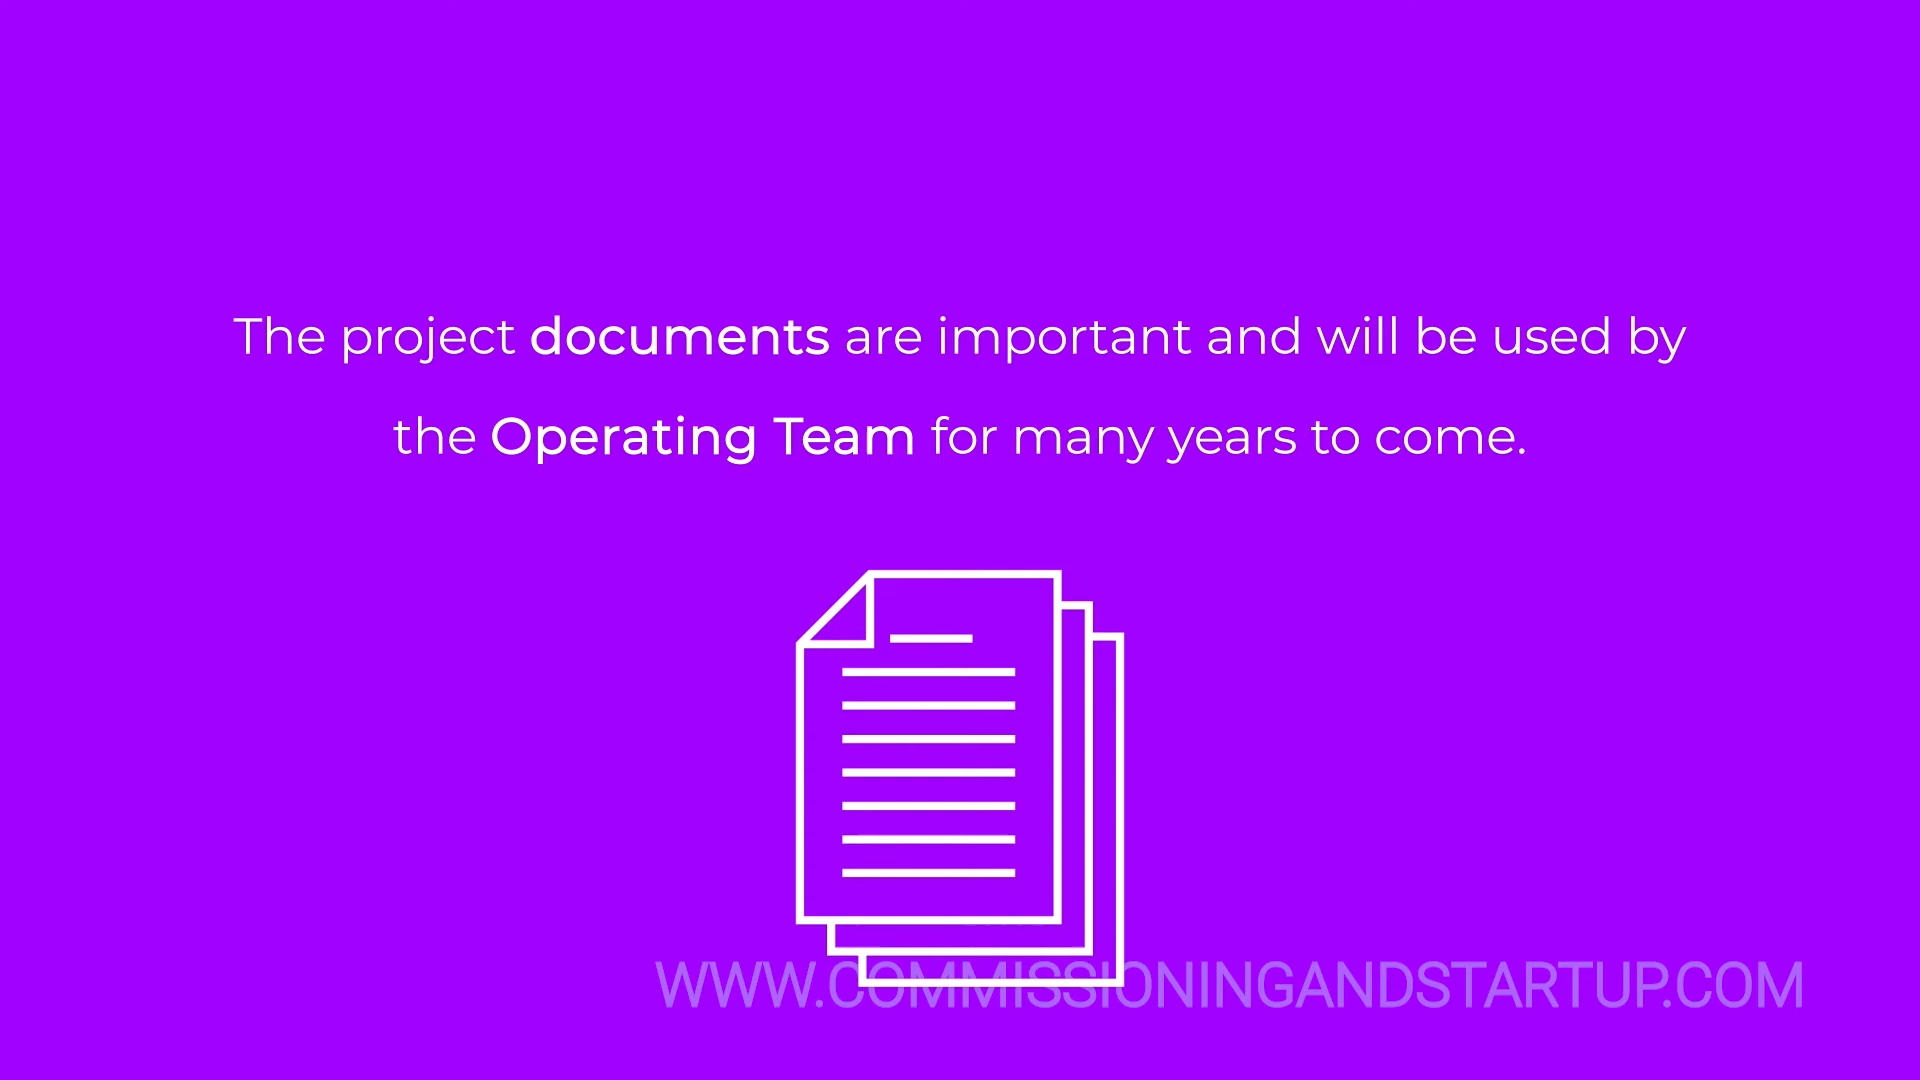 The project documents are important and will be used by
the Operating Team for many years to come.
WWW.COMMISSIONINGANDSTARTUP.COM